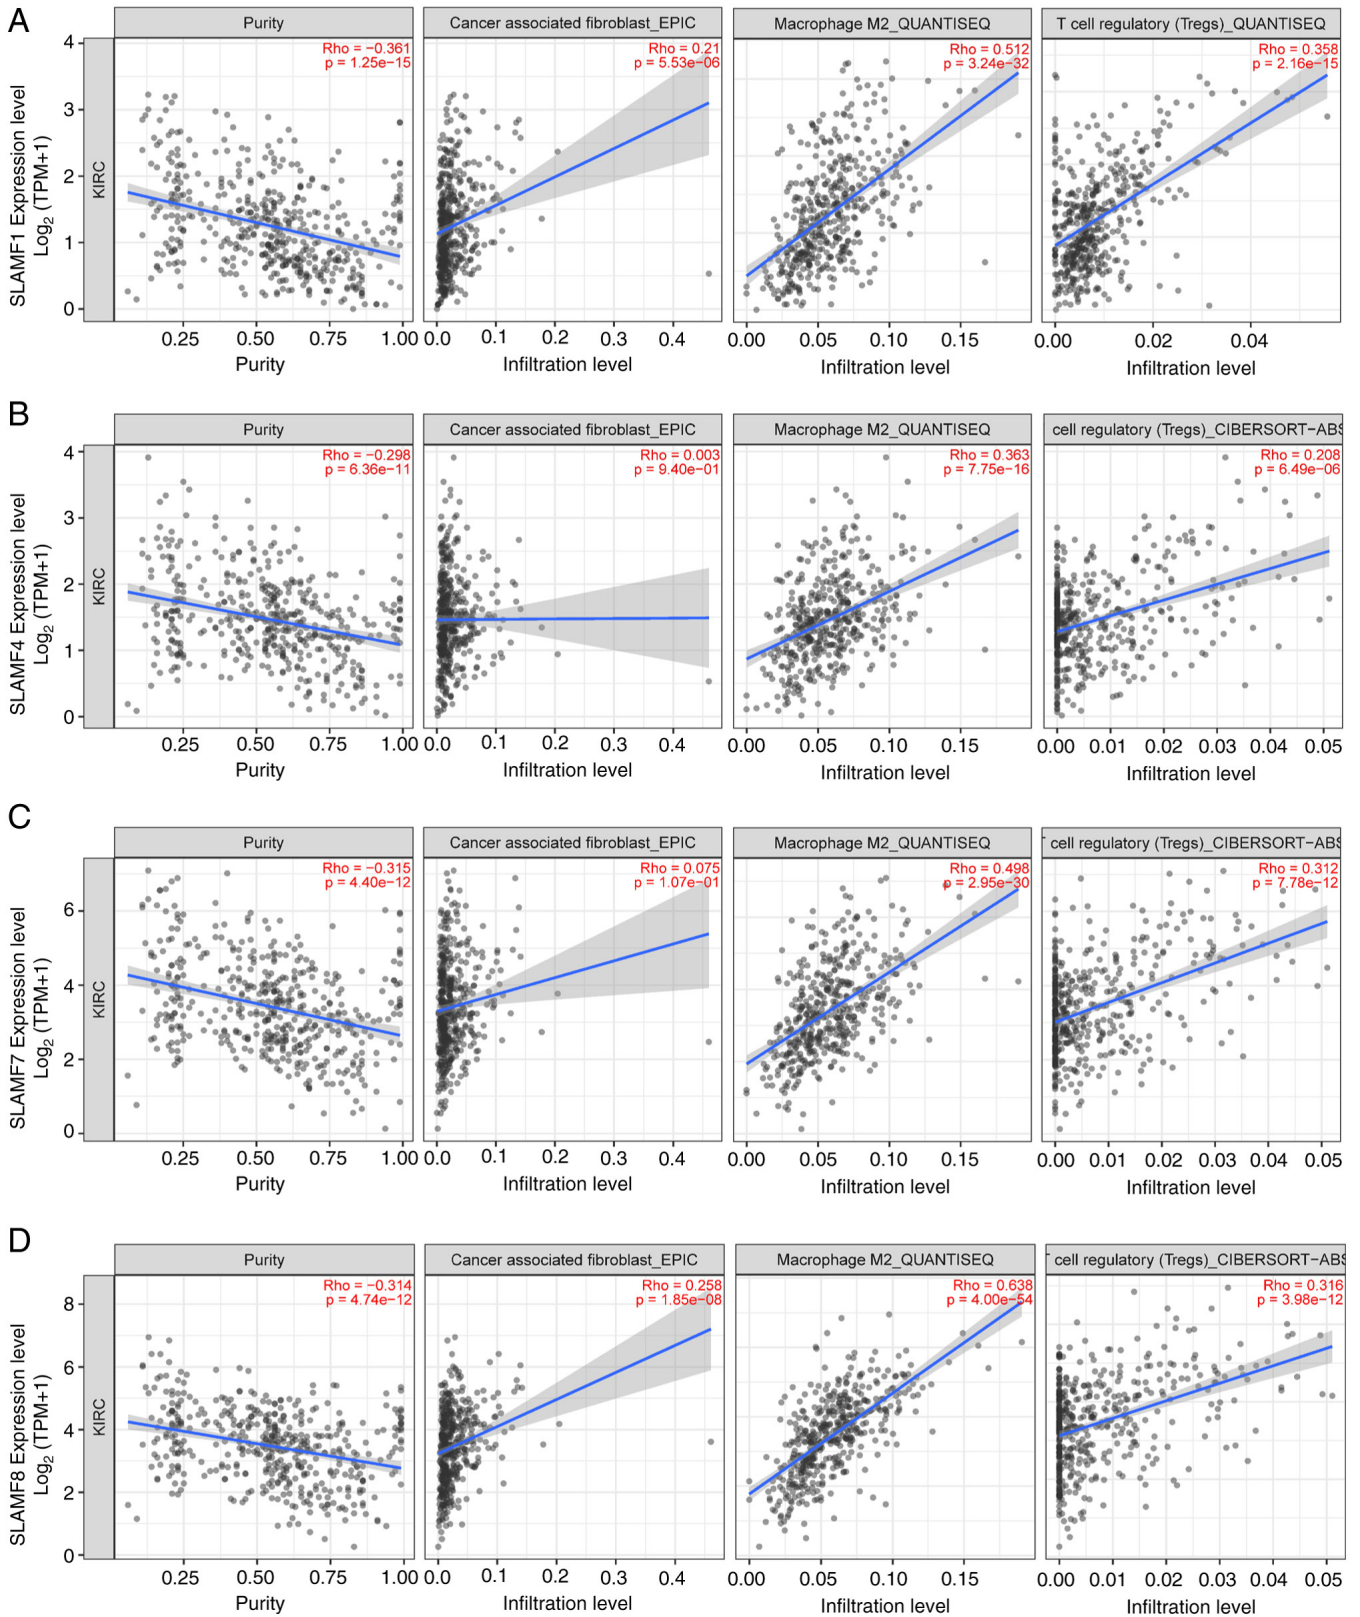 A
Purity
Cancer associated fibroblast_EPIC
Macrophage M2_QUANTISEQ
T cell regulatory (Tregs)_QUANTISEQ
SLAMF1 Expression level
Log2 (TPM+1)
KIRC
4
3
2
1
0
Rho = −0.361
p = 1.25e−15
Rho = 0.21
p = 5.53e−06
Rho = 0.512
p = 3.24e−32
Rho = 0.358
p = 2.16e−15
0.25 0.50 0.75 1.00
0.0 0.1 0.2 0.3 0.4
0.00 0.05 0.10 0.15
0.00 0.02 0.04
Purity
Infiltration level
Infiltration level
Infiltration level
B
Purity
Cancer associated fibroblast_EPIC
Macrophage M2_QUANTISEQ
cell regulatory (Tregs)_CIBERSORT−ABS
SLAMF4 Expression level
Log2 (TPM+1)
KIRC
4
3
2
1
0
Rho = −0.298
p = 6.36e−11
Rho = 0.003
p = 9.40e−01
Rho = 0.363
p = 7.75e−16
Rho = 0.208
p = 6.49e−06
0.25 0.50 0.75 1.00
0.0 0.1 0.2 0.3 0.4
0.00 0.05 0.10 0.15
0.00 0.01 0.02 0.03 0.04 0.05
Purity
Infiltration level
Infiltration level
Infiltration level
C
Purity
Cancer associated fibroblast_EPIC
Macrophage M2_QUANTISEQ
cell regulatory (Tregs)_CIBERSORT−ABS
SLAMF7 Expression level
Log2 (TPM+1)
KIRC
6
4
2
0
Rho = −0.315
p = 4.40e−12
Rho = 0.075
p = 1.07e−01
Rho = 0.498
p = 2.95e−30
Rho = 0.312
p = 7.78e−12
0.25 0.50 0.75 1.00
0.0 0.1 0.2 0.3 0.4
0.00 0.05 0.10 0.15
0.00 0.01 0.02 0.03 0.04 0.05
Purity
Infiltration level
Infiltration level
Infiltration level
D
Purity
Cancer associated fibroblast_EPIC
Macrophage M2_QUANTISEQ
cell regulatory (Tregs)_CIBERSORT−ABS
SLAMF8 Expression level
Log2 (TPM+1)
KIRC
8
6
4
2
0
Rho = −0.314
p = 4.74e−12
Rho = 0.258
p = 1.85e−08
Rho = 0.638
p = 4.00e−54
Rho = 0.316
p = 3.98e−12
0.25 0.50 0.75 1.00
0.0 0.1 0.2 0.3 0.4
0.00 0.05 0.10 0.15
0.00 0.01 0.02 0.03 0.04 0.05
Purity
Infiltration level
Infiltration level
Infiltration level